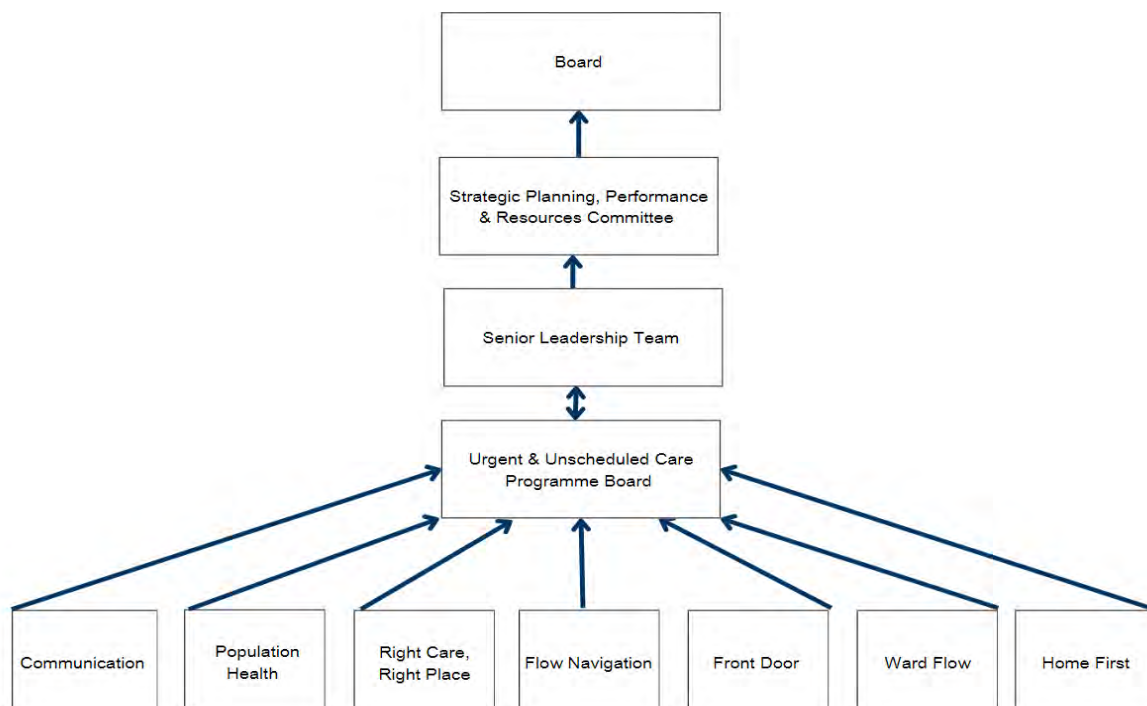 Board
Strategic Planning, Performance
& Resources Committee
Senior Leadership Team
Urgent & Unscheduled Care
Programme Board
Communication
Population
Health
Right Care,
Right Place
Flow Navigation
Front Door
Ward Flow
Home First